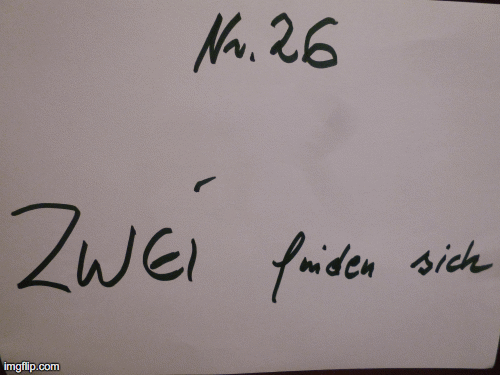 Nr. 26
ZWEI finden sich
imgflip.com